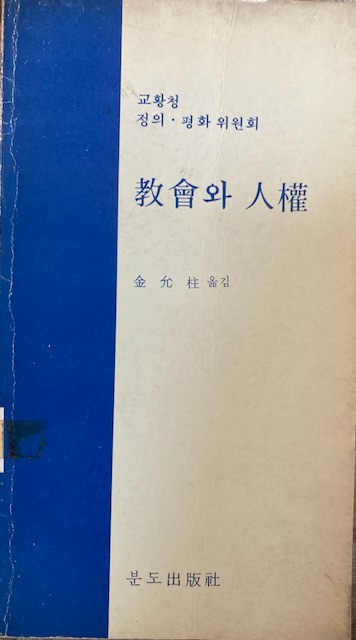 교황청
정의 · 평화 위원회
敎會와 人權
金允柱 옮김
분도出版社